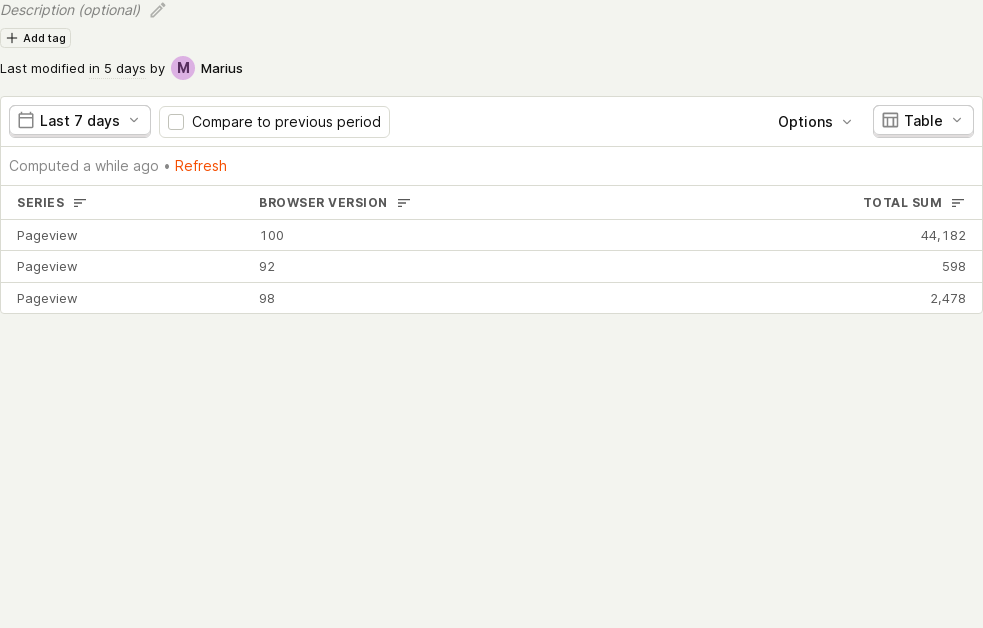 Description (optional)
Add tag
Last modified in 5 days by M Marius
Last 7 days Compare to previous period Options Table
Computed a while ago • Refresh
SERIES BROWSER VERSION TOTAL SUM
Pageview 100 44,182
Pageview 92 598
Pageview 98 2,478